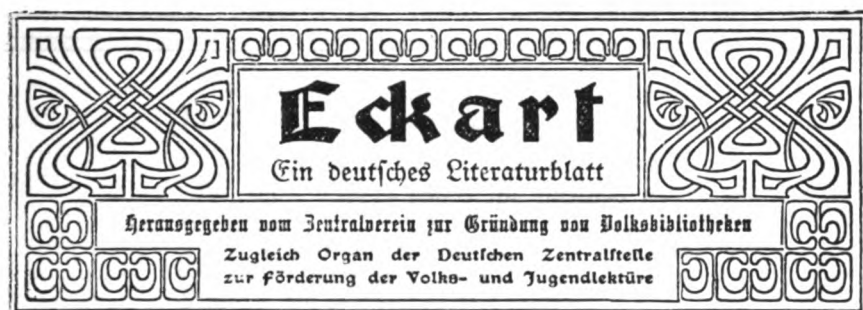 Eckart
Ein deutsches Literaturblatt
Herausgegeben vom Zentralverein zur Gründung von Volksbibliotheken
Zugleich Organ der Deutschen Zentralstelle
zur Förderung der Volks- und Jugendlektüre